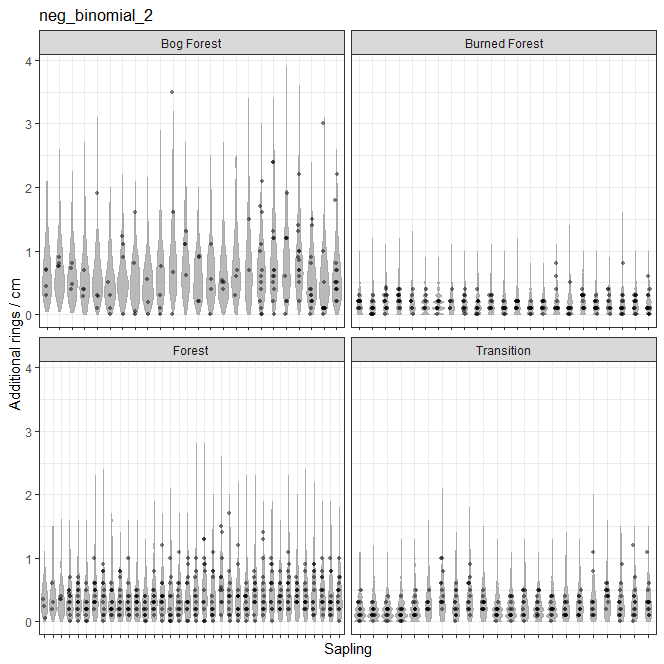 neg_binomial_2
Bog Forest
Burned Forest
4
3
2
1
0
Forest
Transition
4
3
2
1
0
Additional rings / cm
Sapling